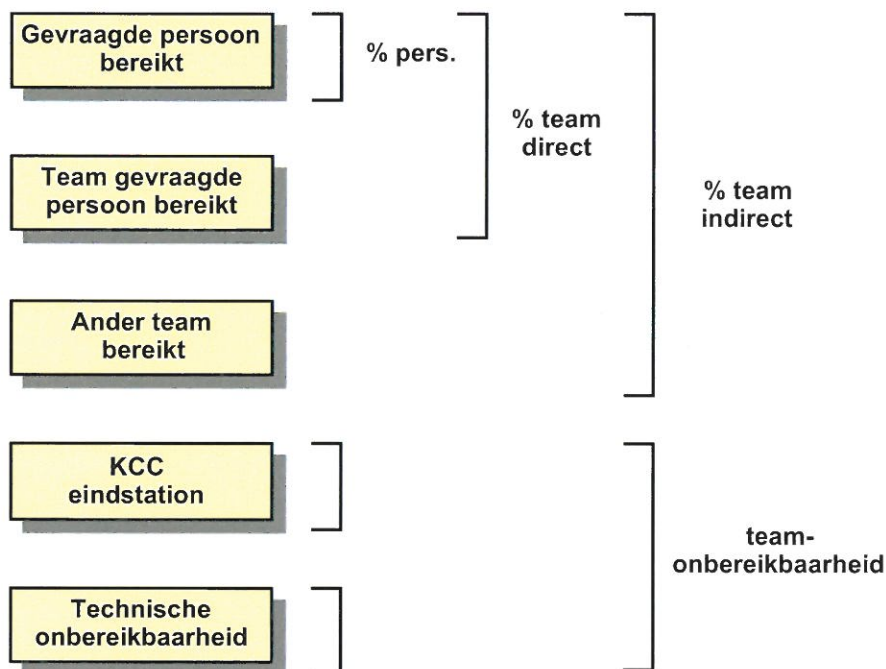 Gevraagde persoon
bereikt
% pers.
% team
direct
Team gevraagde
persoon bereikt
% team
indirect
Ander team
bereikt
KCC
eindstation
team-
onbereikbaarheid
Technische
onbereikbaarheid